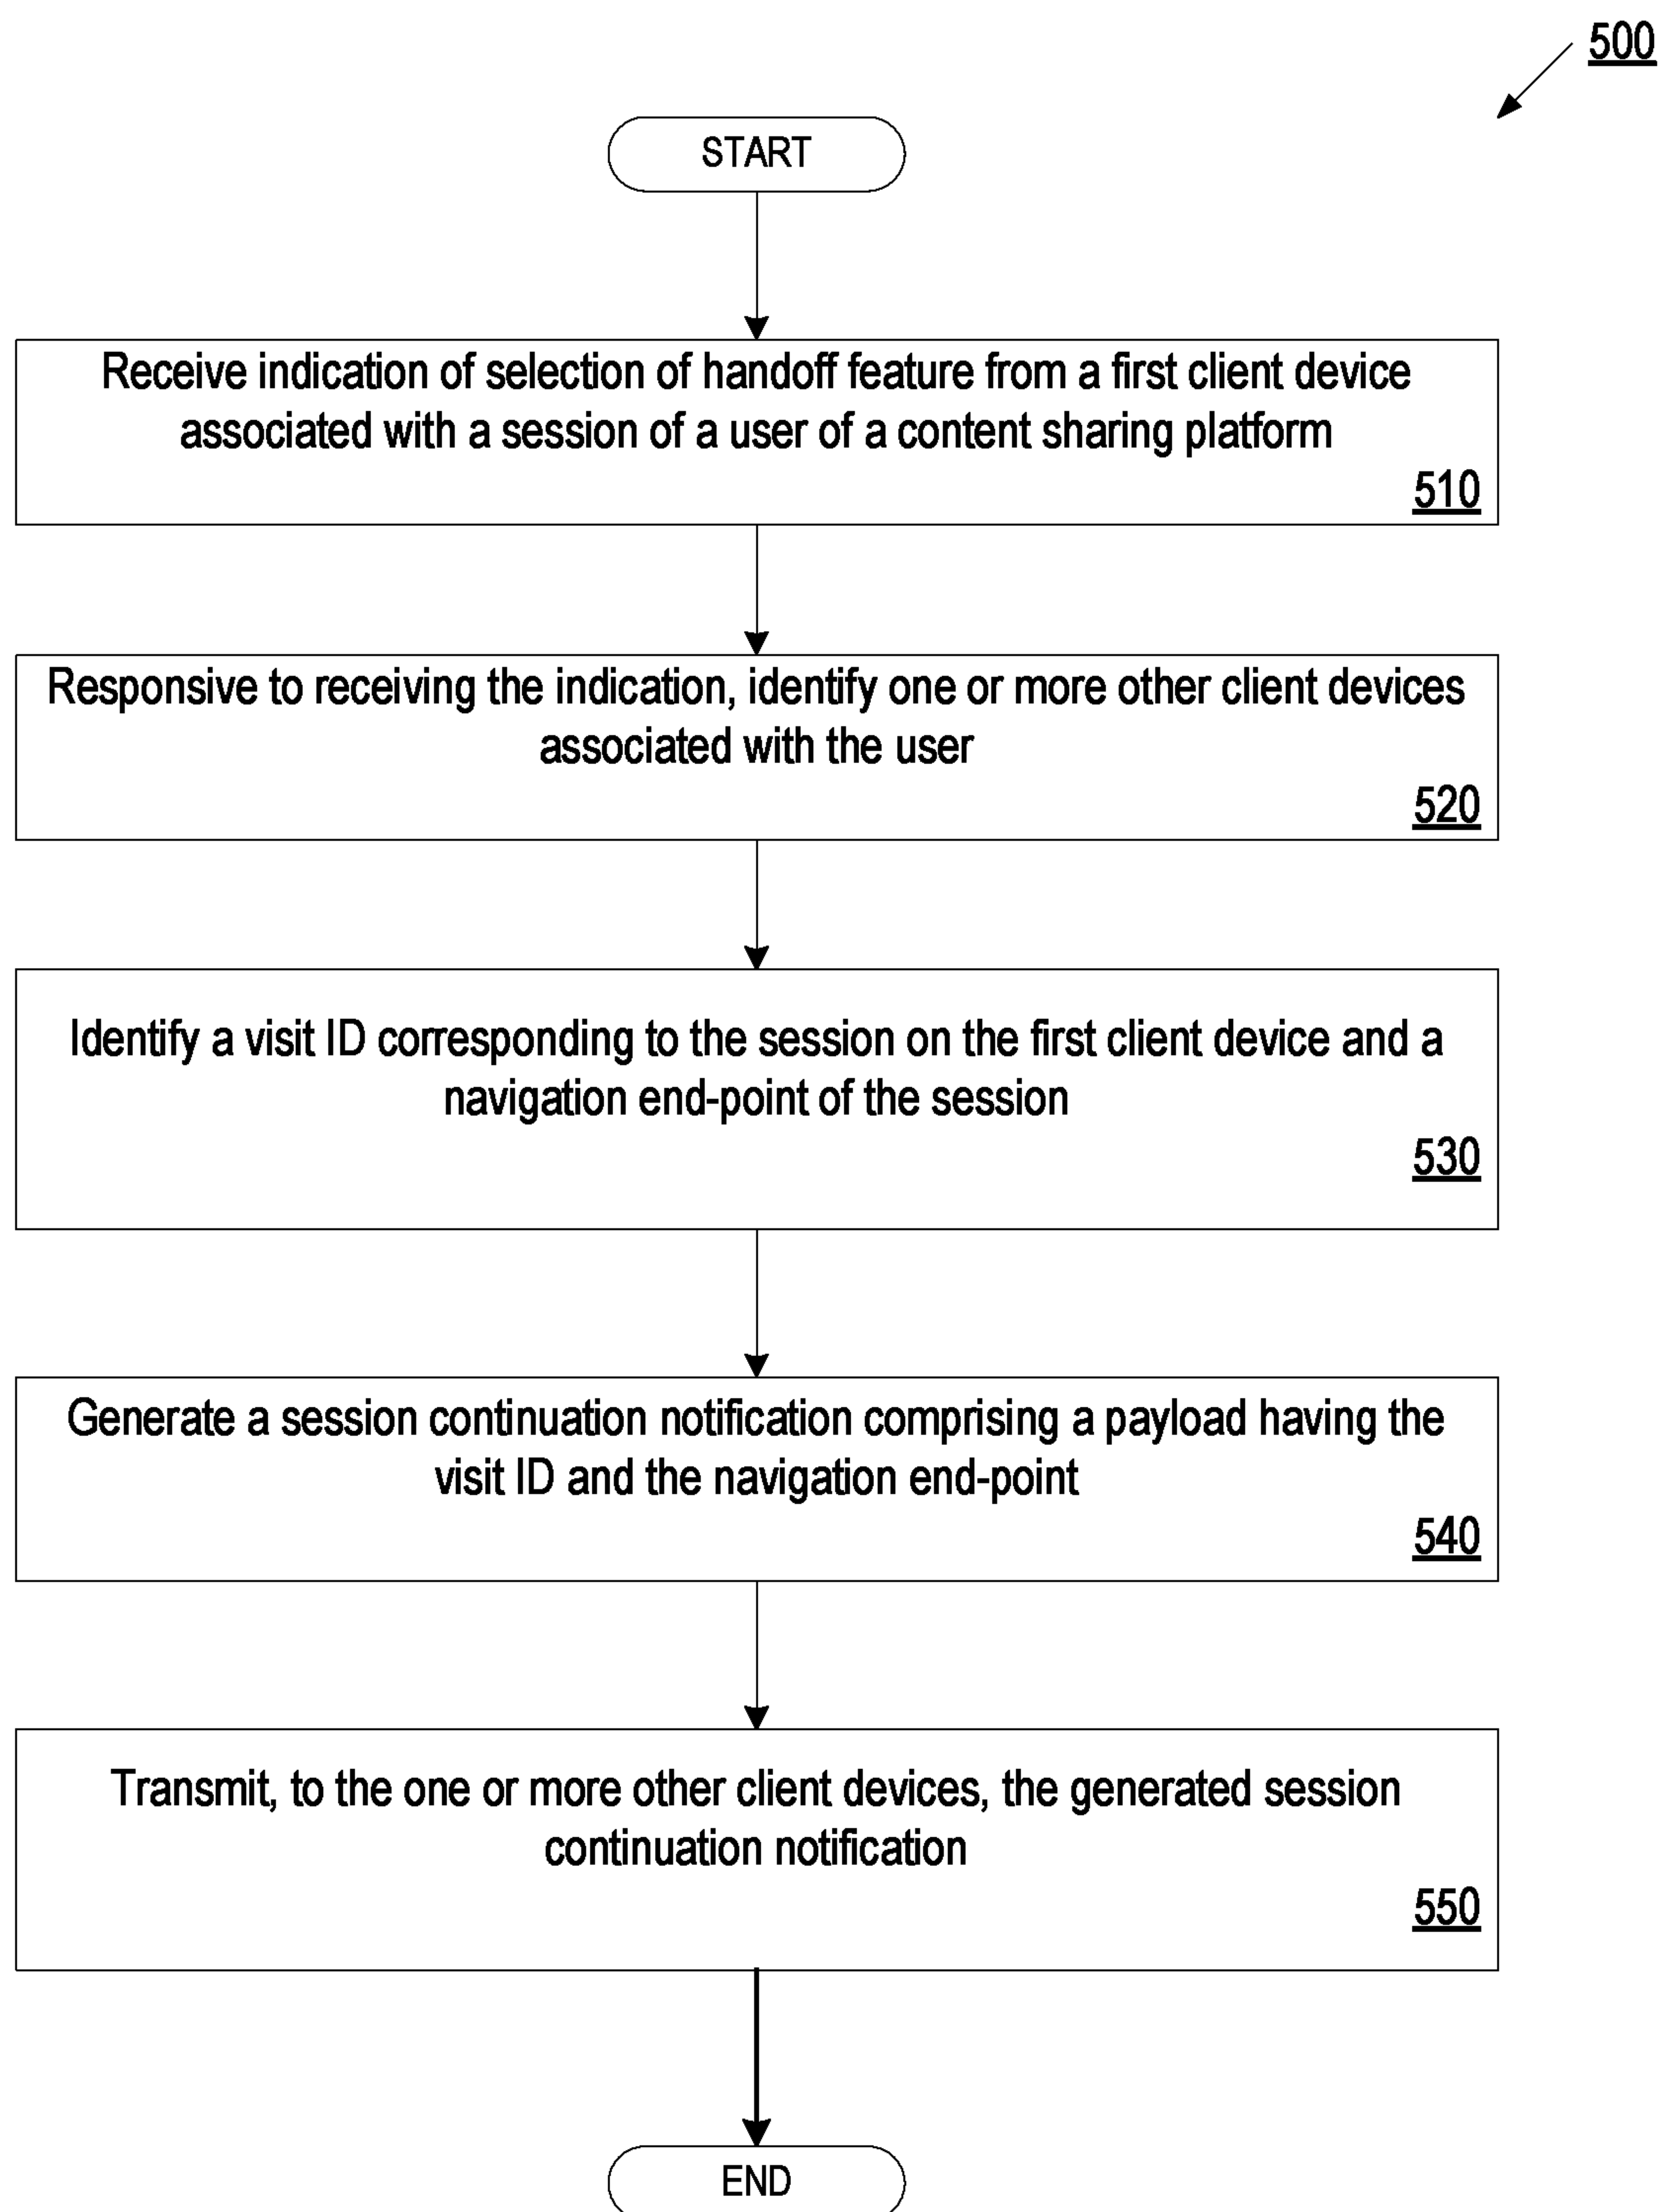 500
START
Receive indication of selection of handoff feature from a first client device
associated with a session of a user of a content sharing platform
510
Responsive to receiving the indication, identify one or more other client devices
associated with the user
520
Identify a visit ID corresponding to the session on the first client device and a
navigation end-point of the session
530
Generate a session continuation notification comprising a payload having the
visit ID and the navigation end-point
540
Transmit, to the one or more other client devices, the generated session
continuation notification
550
END